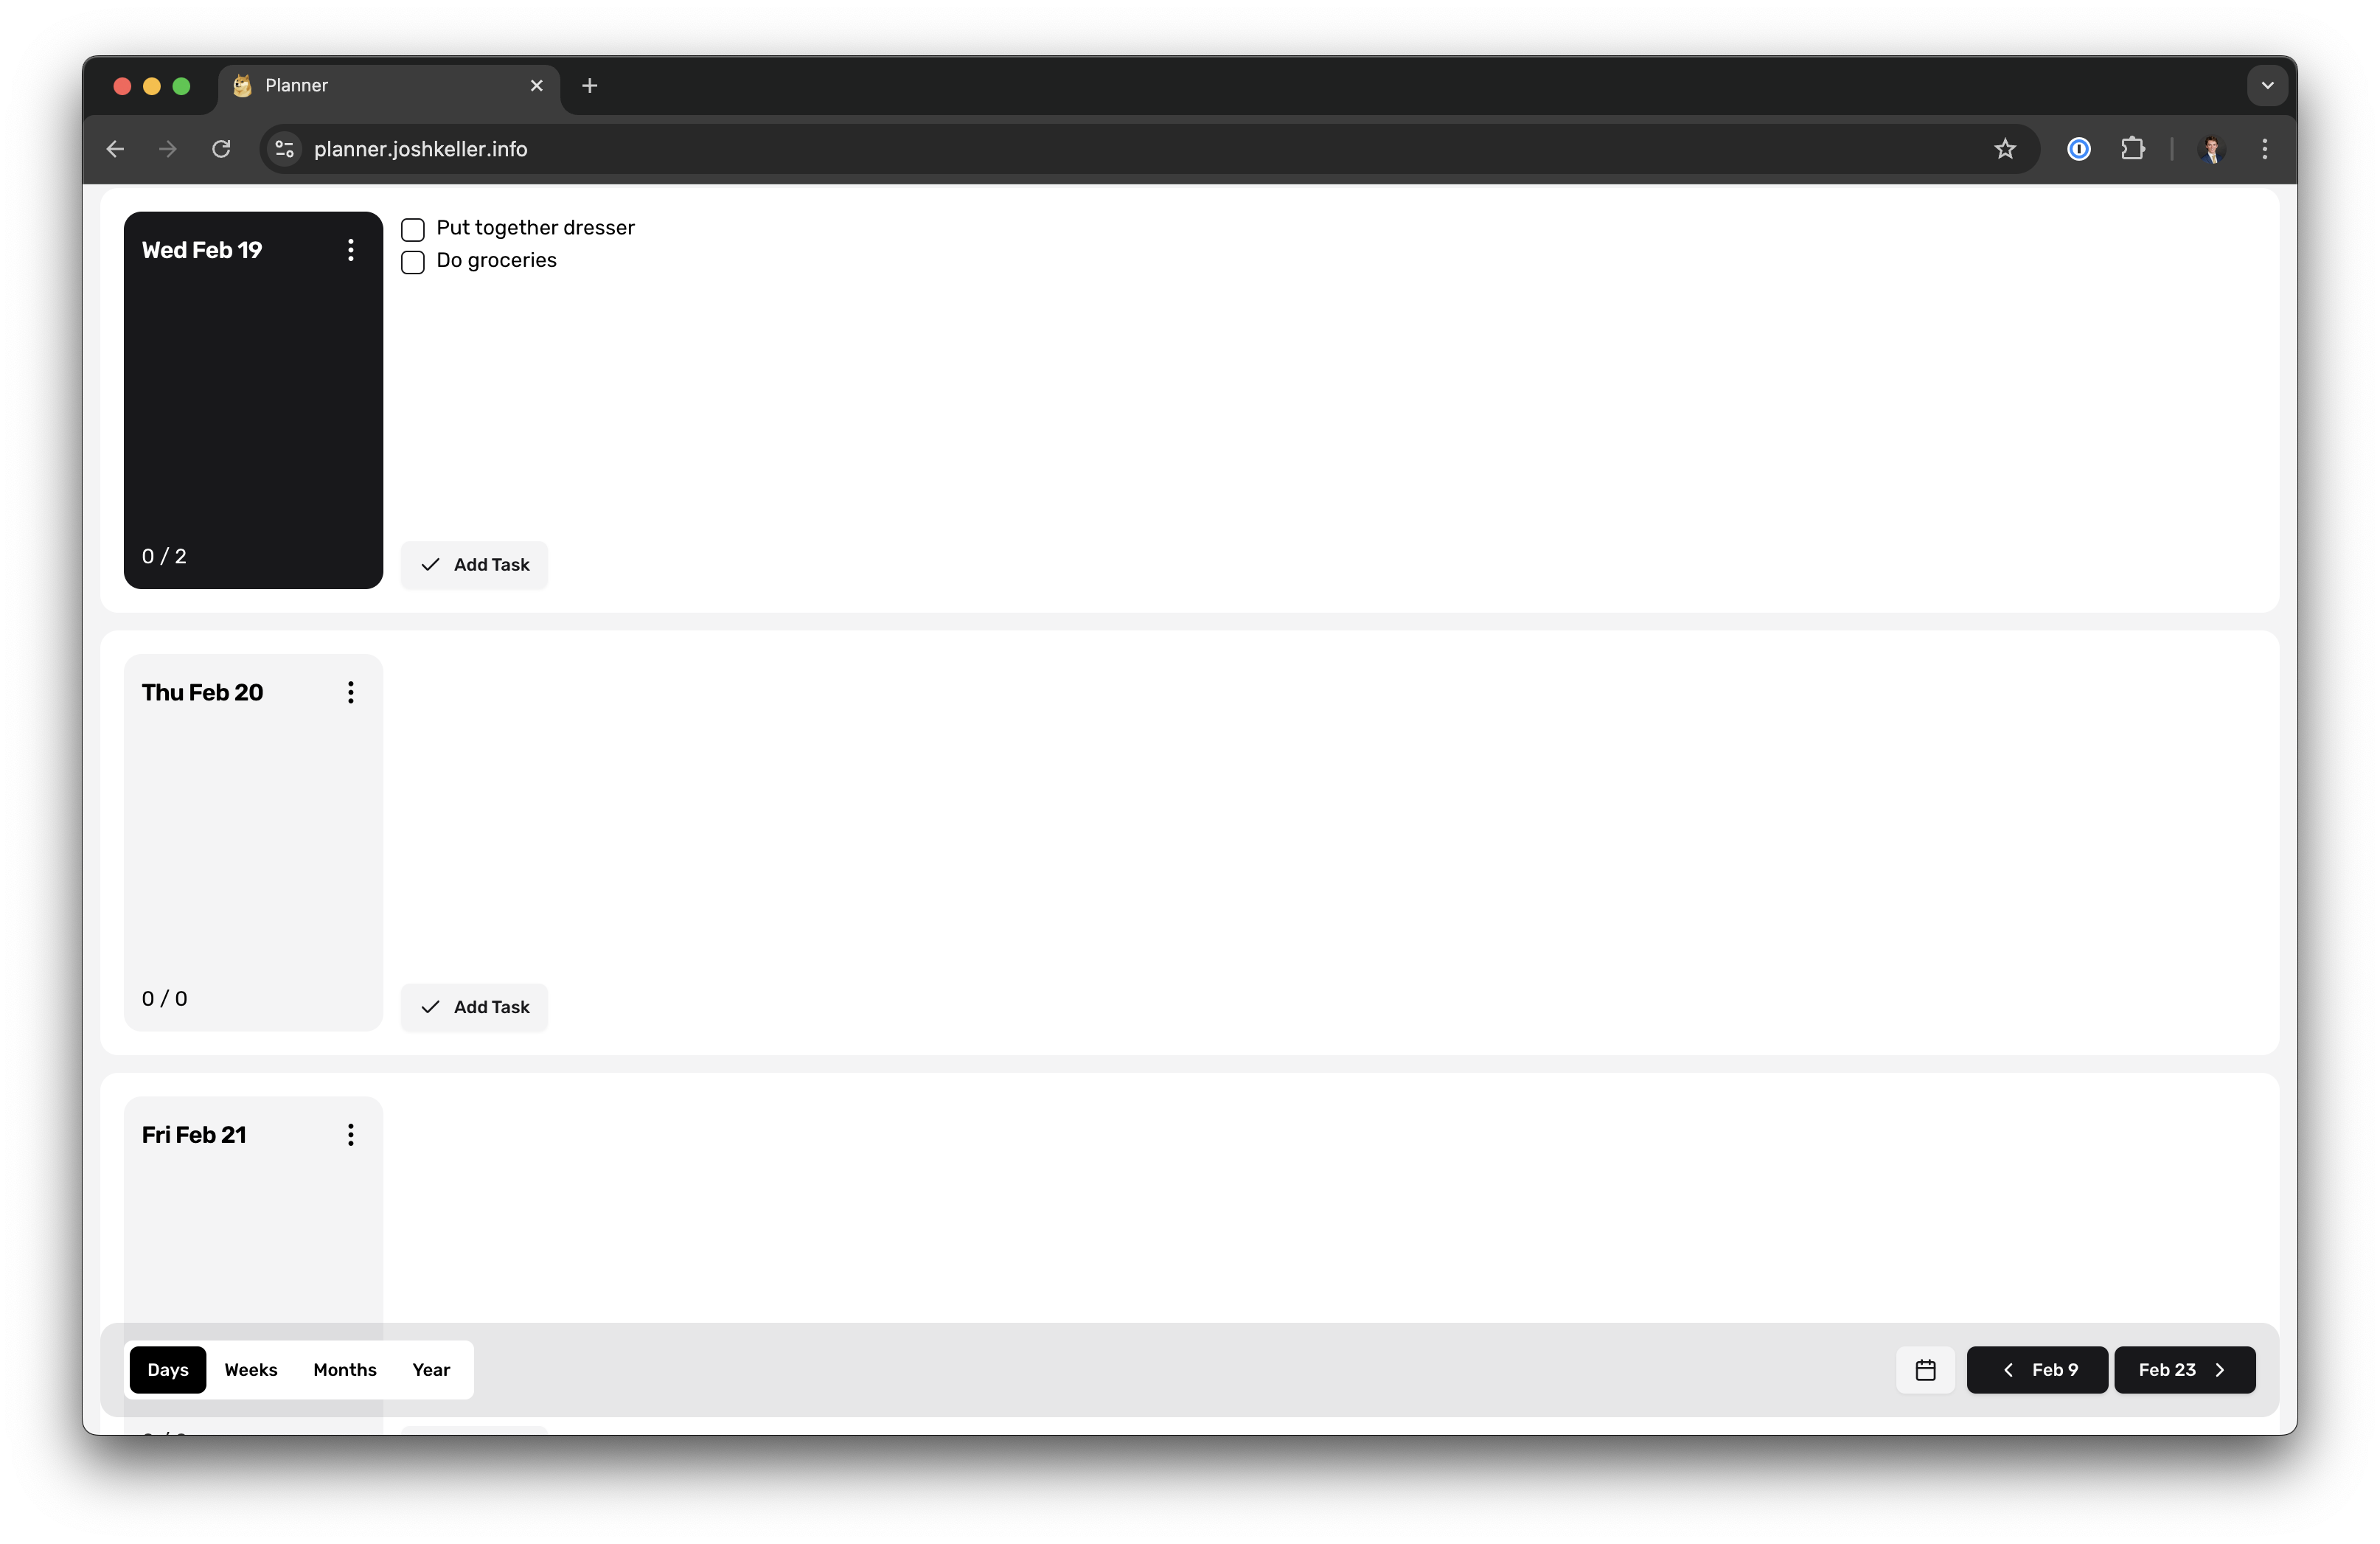 Planner
planner.joshkeller.info
Wed Feb 19
Put together dresser
Do groceries
0 / 2
Add Task
Thu Feb 20
0 / 0
Add Task
Fri Feb 21
Days Weeks Months Year
Feb 9 Feb 23